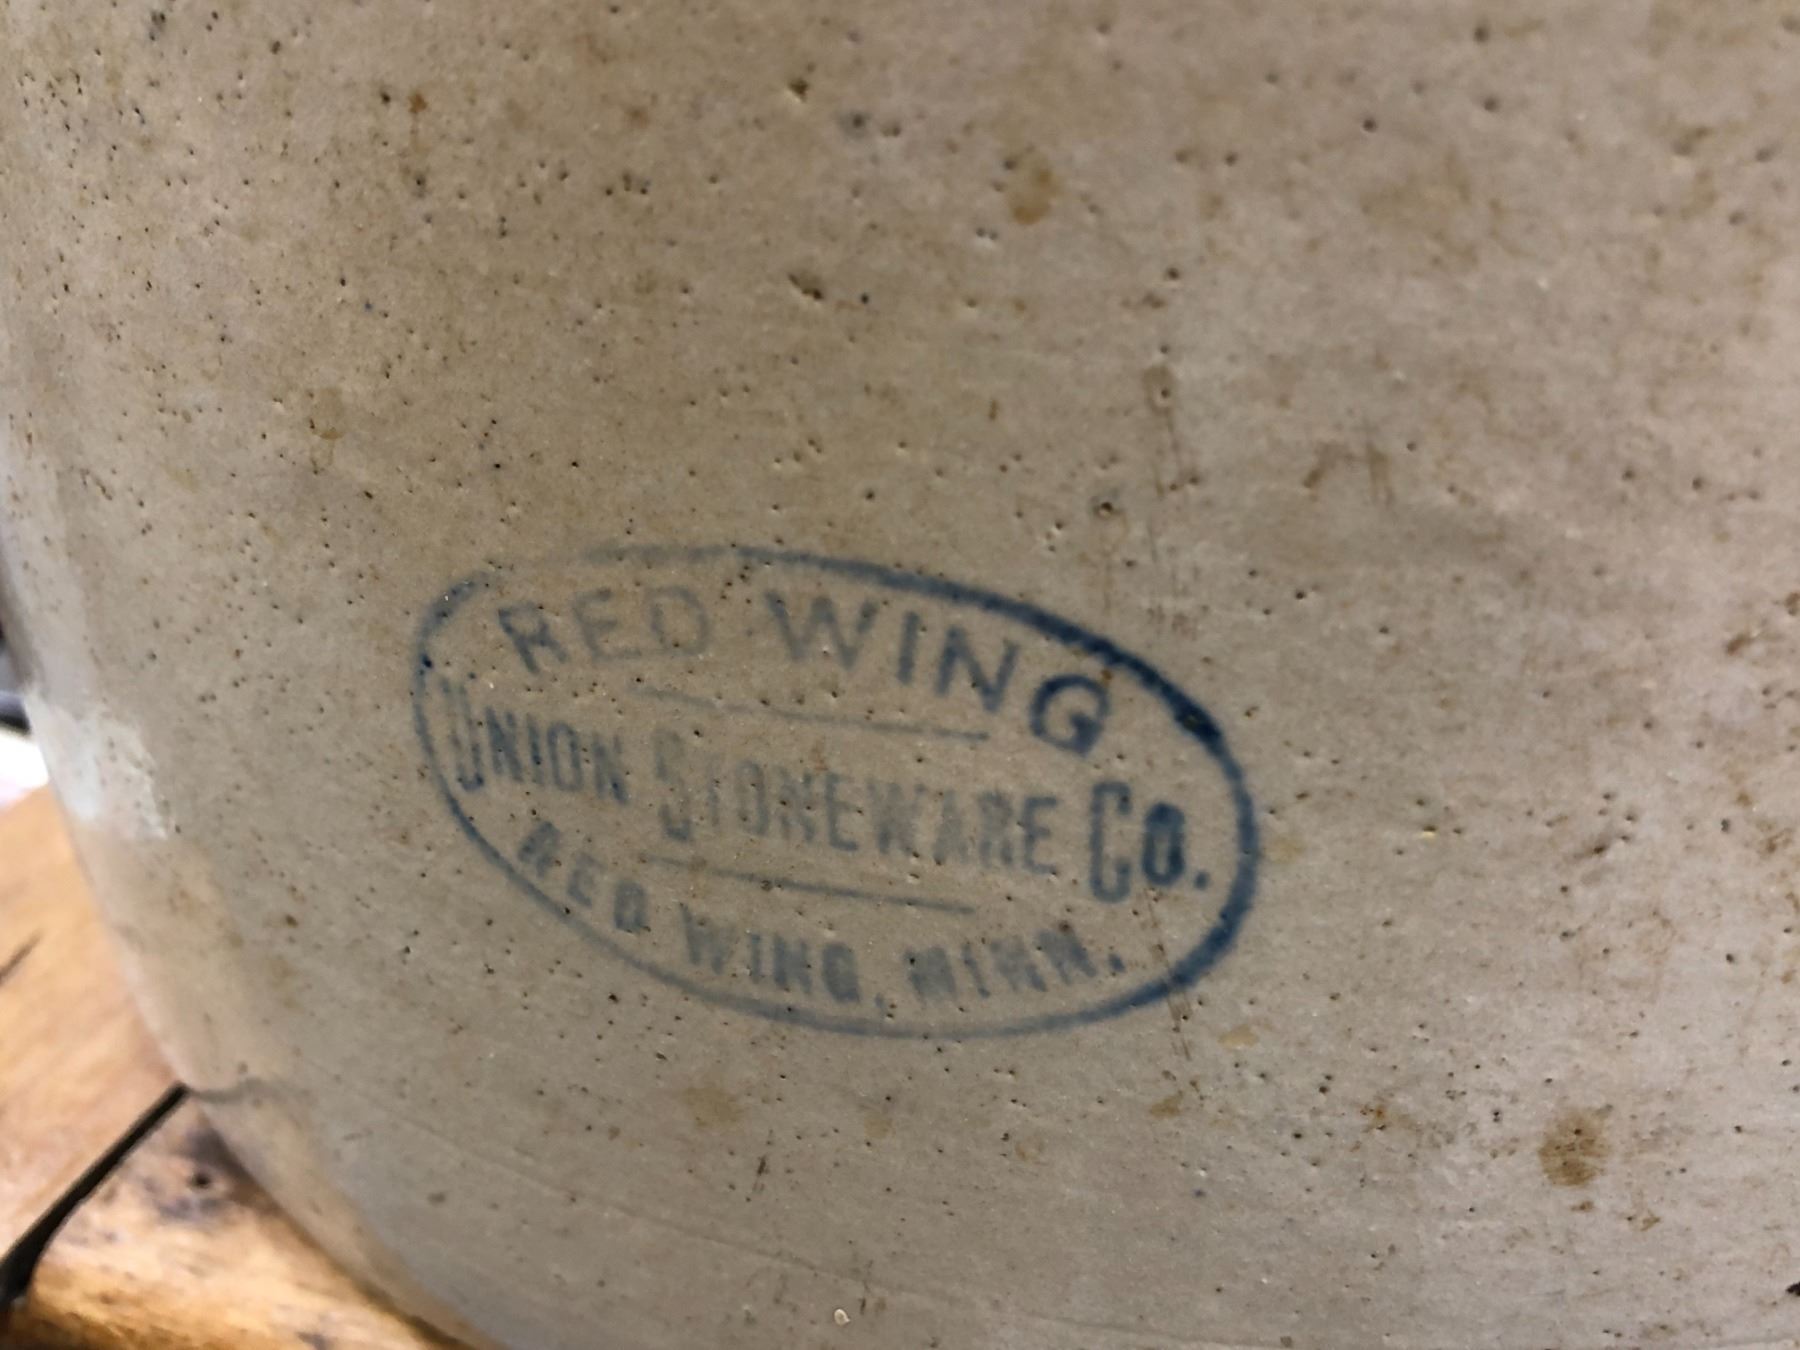 RED WING
UNION STONEWARE CO.
RED WING, MINN.